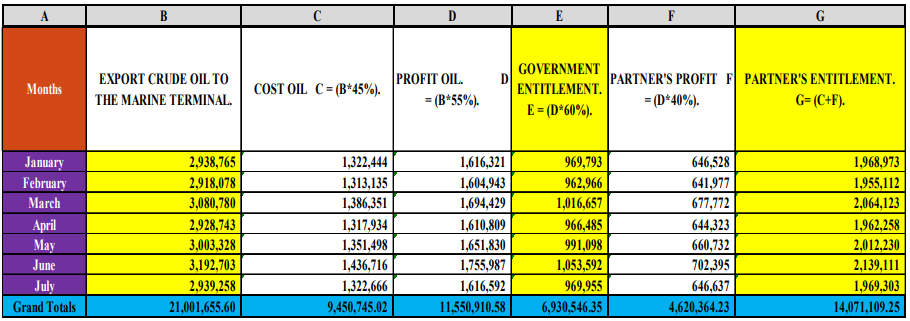 A B C D E F G
Months EXPORT CRUDE OIL TO THE MARINE TERMINAL. COST OIL C = (B*45%). PROFIT OIL. D = (B*55%). GOVERNMENT ENTITLEMENT. E = (D*60%). PARTNER'S PROFIT F = (D*40%). PARTNER'S ENTITLEMENT. G= (C+F).
January 2,938,765 1,322,444 1,616,321 969,793 646,528 1,968,973
February 2,918,078 1,313,135 1,604,943 962,966 641,977 1,955,112
March 3,080,780 1,386,351 1,694,429 1,016,657 677,772 2,064,123
April 2,928,743 1,317,934 1,610,809 966,485 644,323 1,962,258
May 3,003,328 1,351,498 1,651,830 991,098 660,732 2,012,230
June 3,192,703 1,436,716 1,755,987 1,053,592 702,395 2,139,111
July 2,939,258 1,322,666 1,616,592 969,955 646,637 1,969,303
Grand Totals 21,001,655.60 9,450,745.02 11,550,910.58 6,930,546.35 4,620,364.23 14,071,109.25